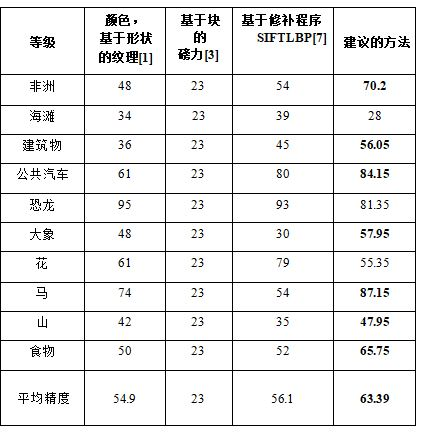 等级 颜色， 基于形状 的纹理[1] 基于块 的 磅力[3] 基于修补程序 SIFTLBP[7] 建议的方法
非洲 48 23 54 70.2
海滩 34 23 39 28
建筑物 36 23 45 56.05
公共汽车 61 23 80 84.15
恐龙 95 23 93 81.35
大象 48 23 30 57.95
花 61 23 79 55.35
马 74 23 54 87.15
山 42 23 35 47.95
食物 50 23 52 65.75
平均精度 54.9 23 56.1 63.39